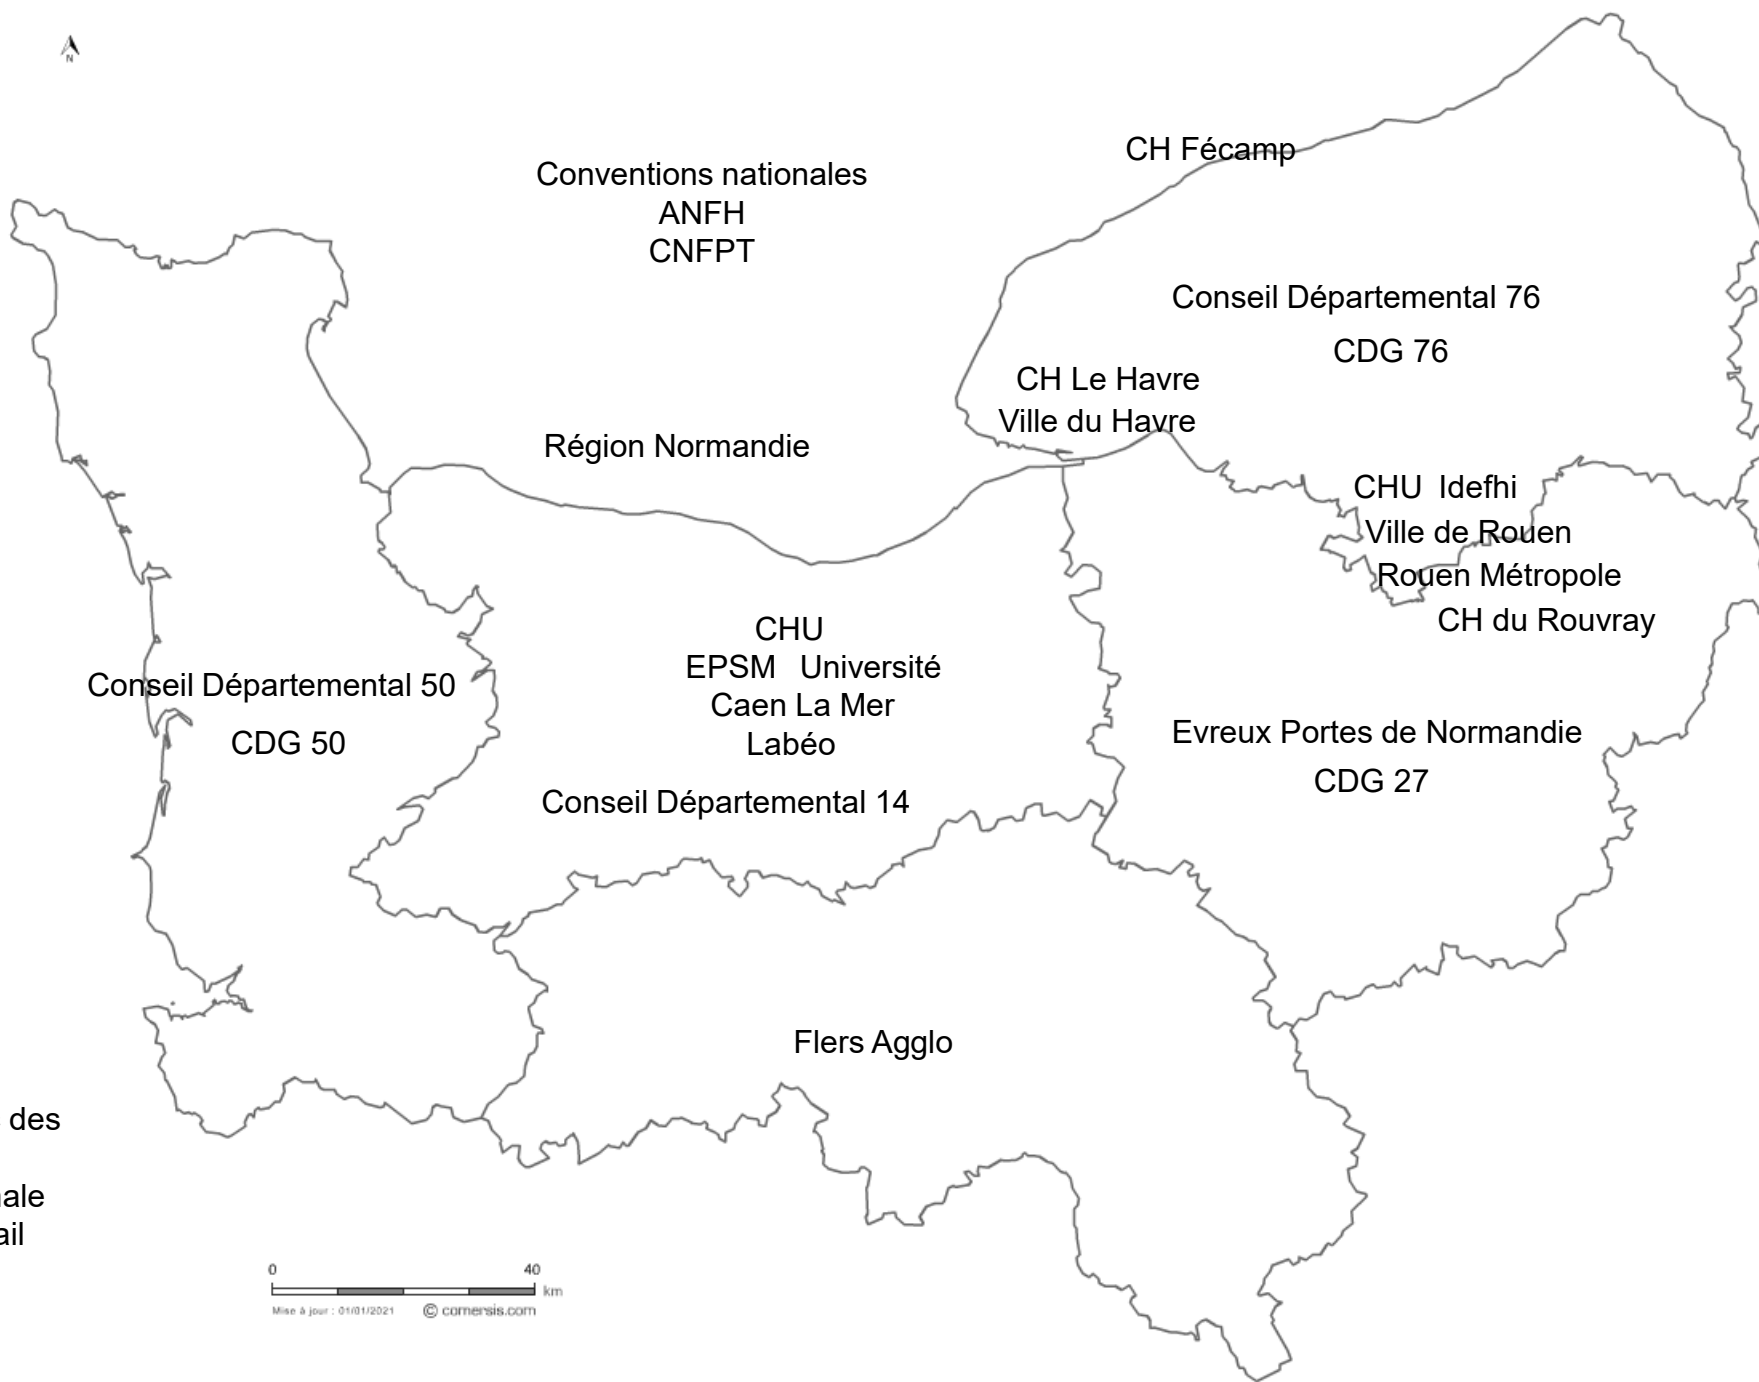 N
CH Fécamp
Conventions nationales
ANFH
CNFPT
Conseil Départemental 76
CDG 76
CH Le Havre
Ville du Havre
Région Normandie
CHU Idefhi
Ville de Rouen
Rouen Métropole
CH du Rouvray
CHU
EPSM Université
Caen La Mer
Labéo
Conseil Départemental 14
Conseil Départemental 50
CDG 50
Evreux Portes de Normandie
CDG 27
Flers Agglo
des
0 40
km
Mise à jour : 01/01/2021 © comersis.com